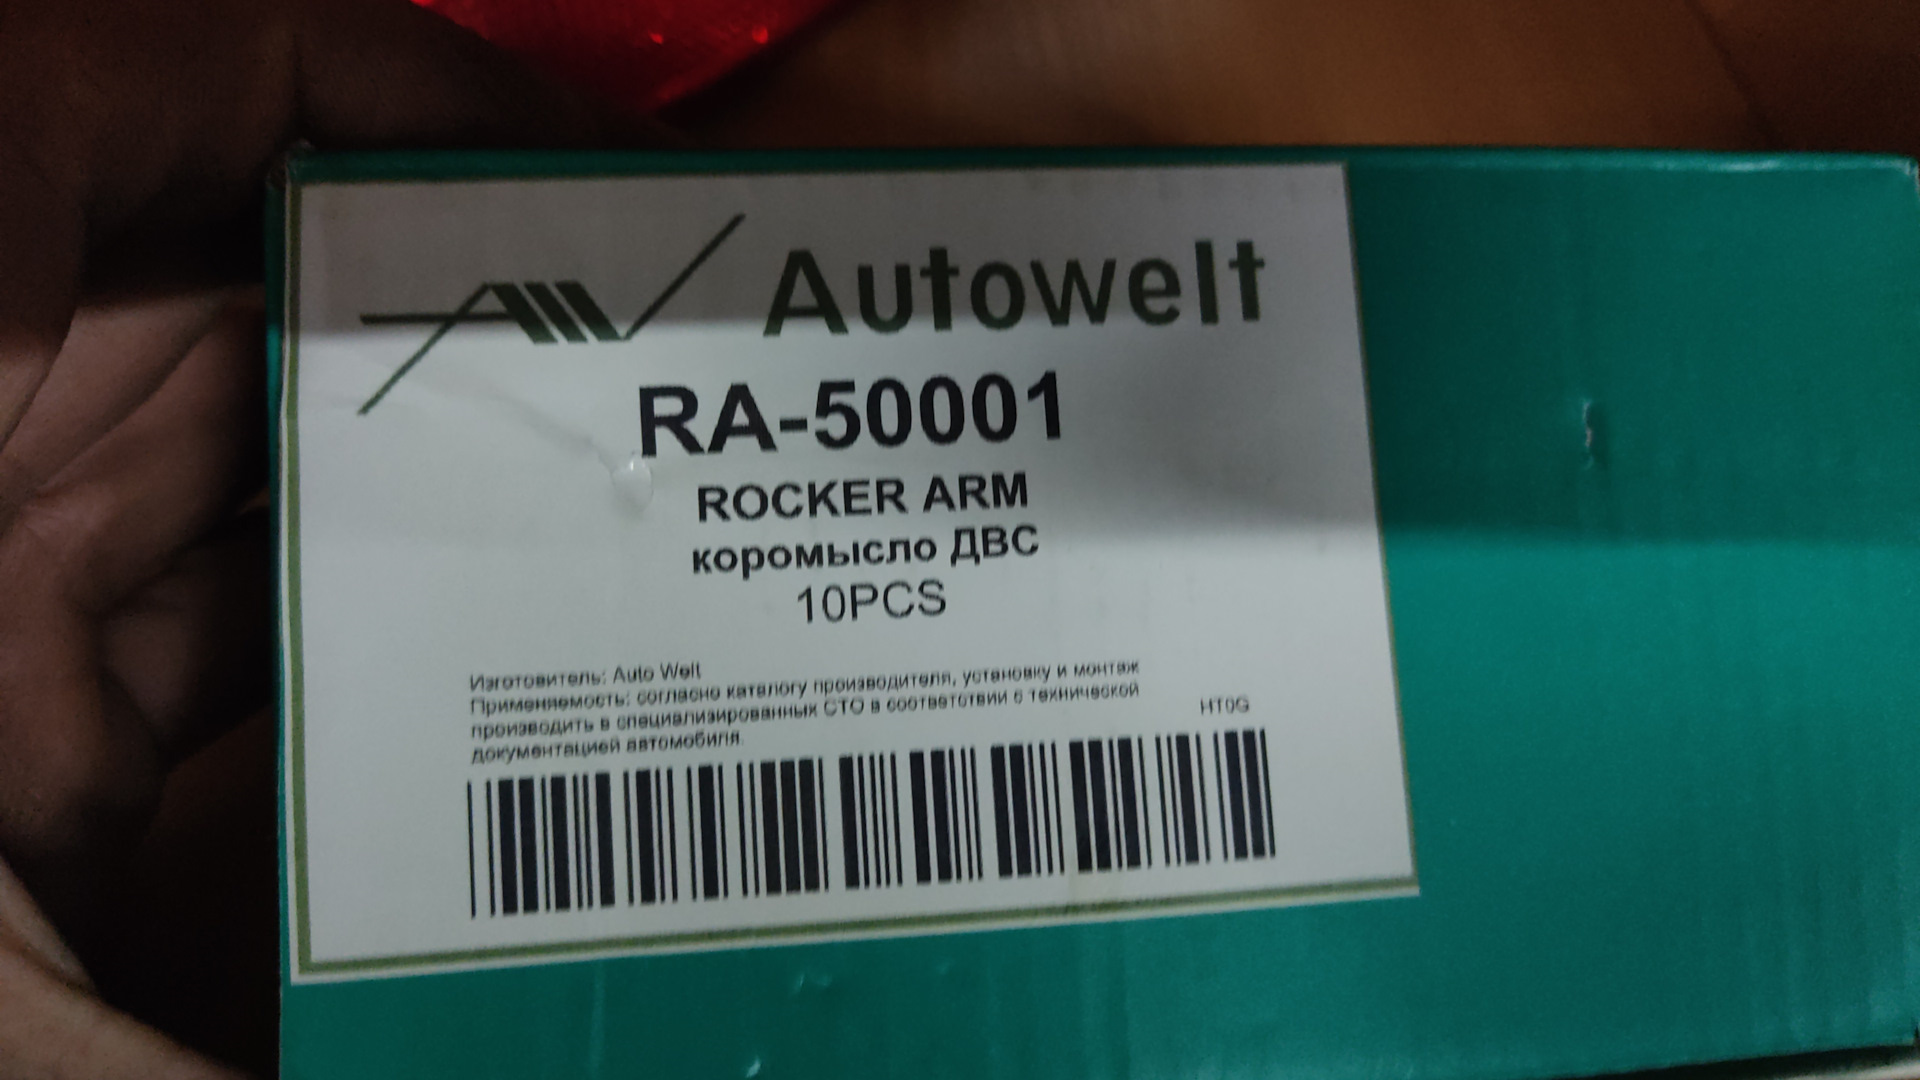 Autowelt
RA-50001
ROCKER ARM
коромысло ДВС
10PCS
Изготовитель: Auto Welt
Применяемость: согласно каталогу производителя, установку и монтаж
производить в специализированных СТО в соответствии с технической
документацией автомобиля.
HT0G